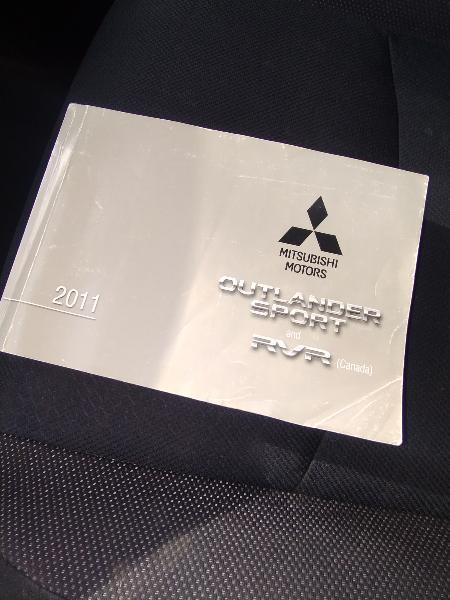 MITSUBISHI
MOTORS
OUTLANDER
SPORT
and
RVR (Canada)
2011